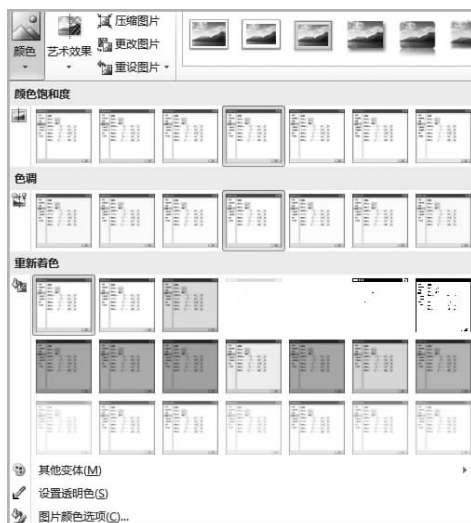 颜色
艺术效果
压缩图片
更改图片
重设图片
颜色饱和度
色调
重新着色
其他变体(M)
设置透明色(S)
图片颜色选项(C)...